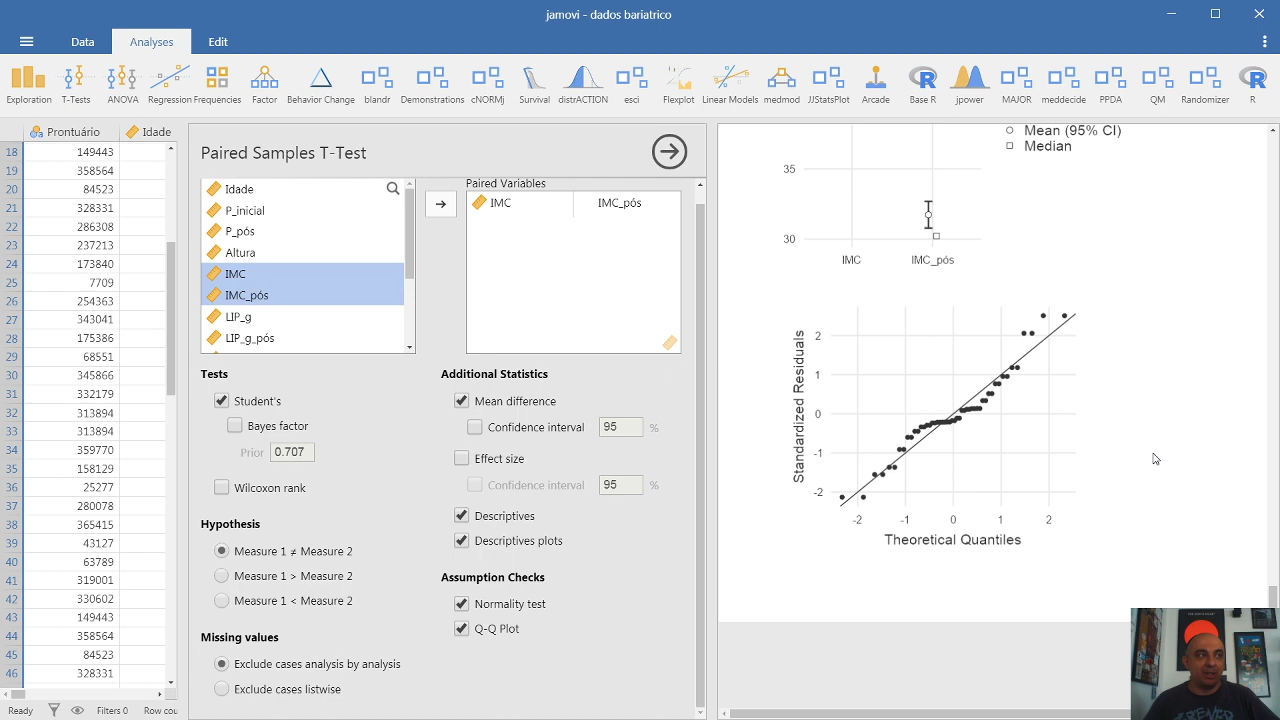 jamovi - dados bariatrico
Data Analyses Edit
Exploration T-Tests ANOVA Regression Frequencies Factor Behavior Change blandr Demonstrations cNORMj Survival distrACTION esci Flexplot Linear Models medmod JJStatsPlot Arcade Base R jpower MAJOR meddecide PPDA QM Randomizer R
Prontuário Idade
18 149443
19 358564
20 84523
21 328331
22 286308
23 237213
24 173840
25 7709
26 254363
27 343041
28 175386
29 68551
30 345866
31 332179
32 313894
33 313894
34 359770
35 158129
36 25277
37 280078
38 365415
39 43127
40 63789
41 319001
42 330602
43 149443
44 358564
45 84523
46 328331
Ready Filters 0 Row cou
Paired Samples T-Test
Idade
P_inicial
P_pós
Altura
IMC
IMC_pós
LIP_g
LIP_g_pós
Paired Variables
IMC IMC_pós
Tests
Student's
Bayes factor
Prior 0.707
Wilcoxon rank
Hypothesis
Measure 1 ≠ Measure 2
Measure 1 > Measure 2
Measure 1 < Measure 2
Missing values
Exclude cases analysis by analysis
Exclude cases listwise
Additional Statistics
Mean difference
Confidence interval 95 %
Effect size
Confidence interval 95 %
Descriptives
Descriptives plots
Assumption Checks
Normality test
Q-Q Plot
Mean (95% CI)
Median
35
30
IMC IMC_pós
Standardized Residuals
2
1
0
-1
-2
-2 -1 0 1 2
Theoretical Quantiles